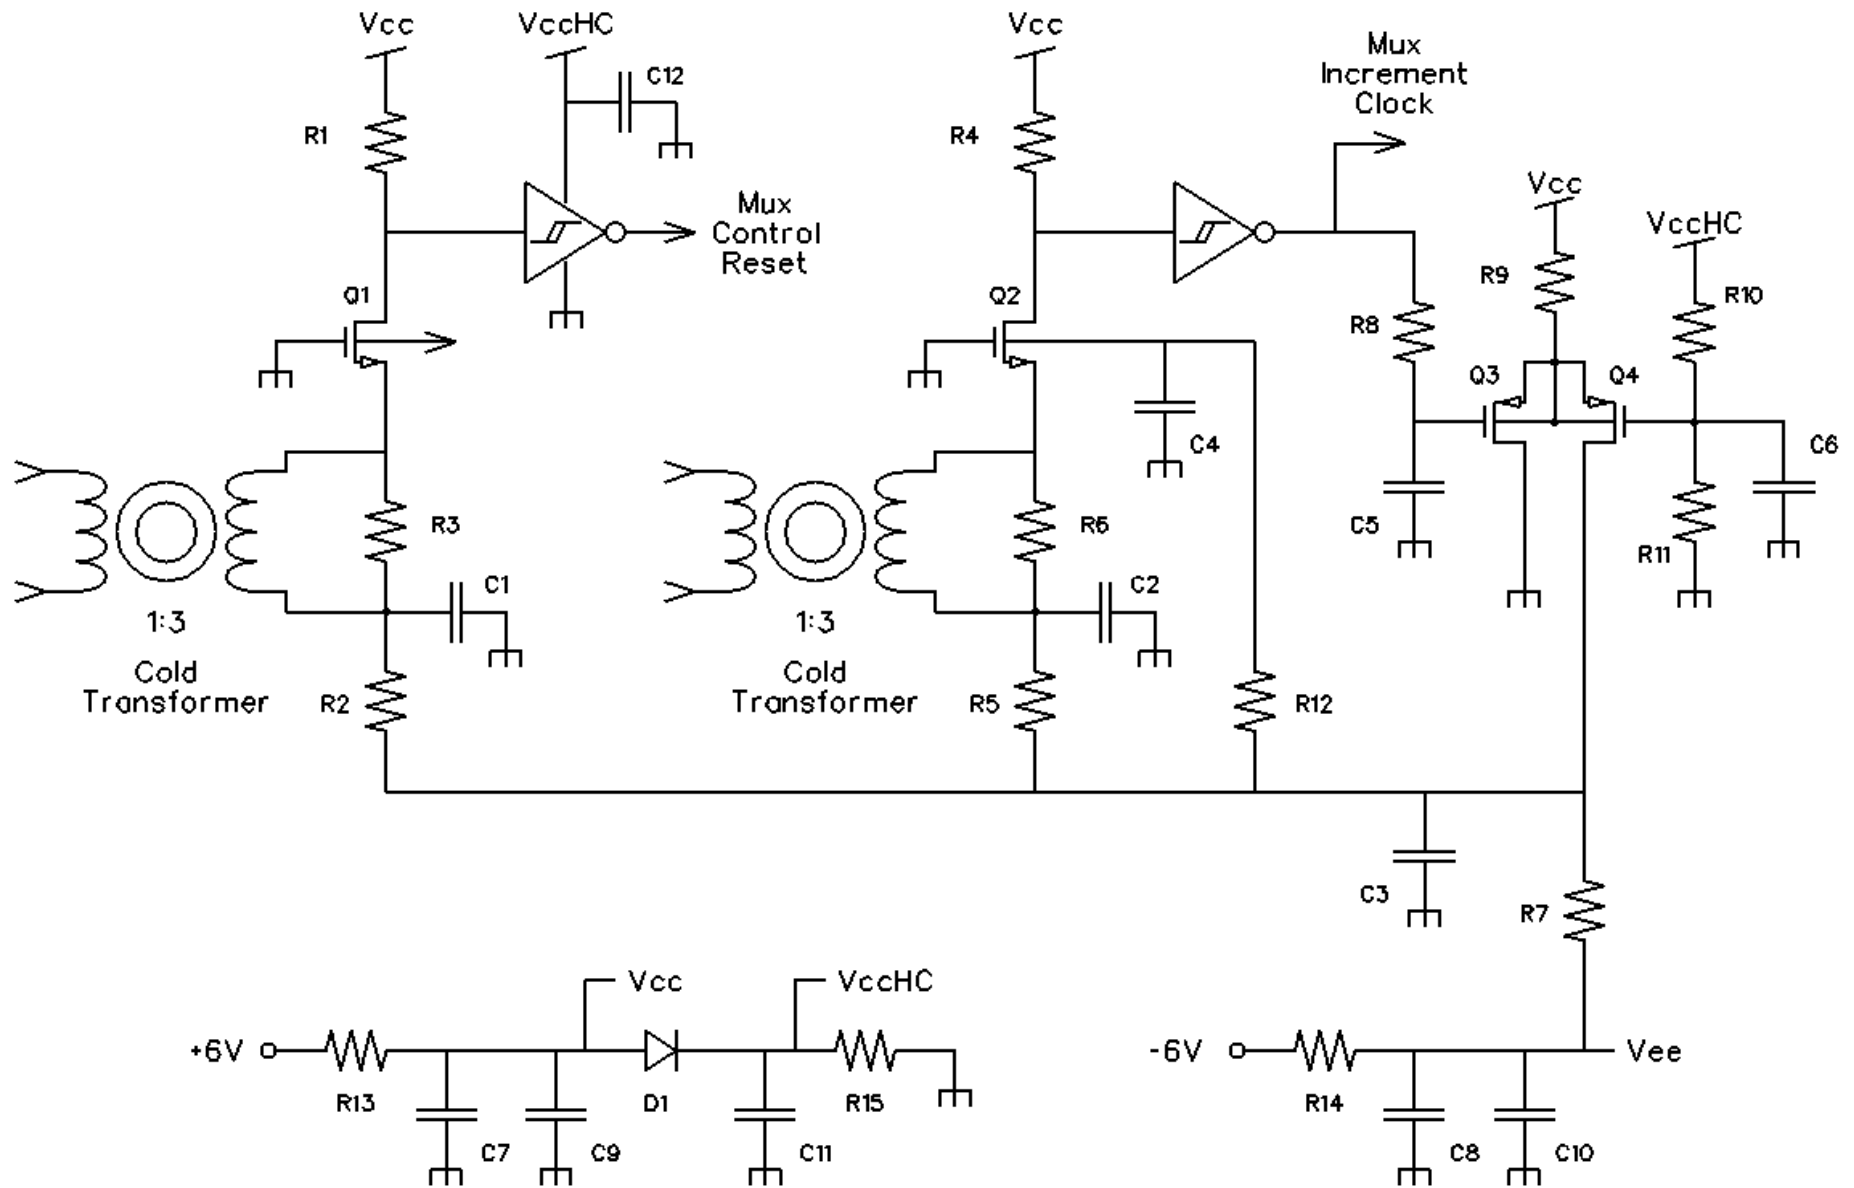 Vcc
VccHC
Vcc
Mux
Increment
Clock
C12
R1
R4
Vcc
VccHC
Mux
Control
Reset
R9
R10
Q1
Q2
R8
Q3
Q4
C4
C6
R3
R6
C5
R11
C1
C2
1:3
1:3
Cold
Transformer
Cold
Transformer
R2
R5
R12
C3
R7
Vcc
VccHC
+6V
-6V
Vee
R13
D1
R15
R14
C7
C9
C11
C8
C10